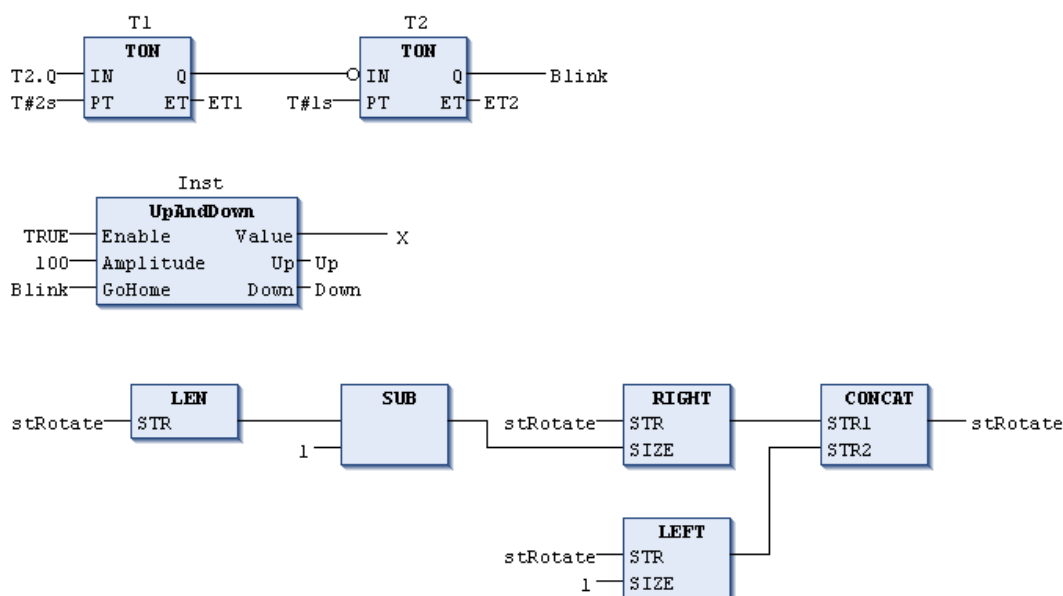 T1 T2
TON TON
T2.Q IN Q IN Q Blink
T#2s PT ET ET1 T#1s PT ET ET2
Inst
UpAndDown
TRUE Enable Value X
100 Amplitude Up Up
Blink GoHome Down Down
LEN SUB RIGHT CONCAT
stRotate STR stRotate STR STR1 stRotate
1 SIZE STR2
LEFT
stRotate STR
1 SIZE